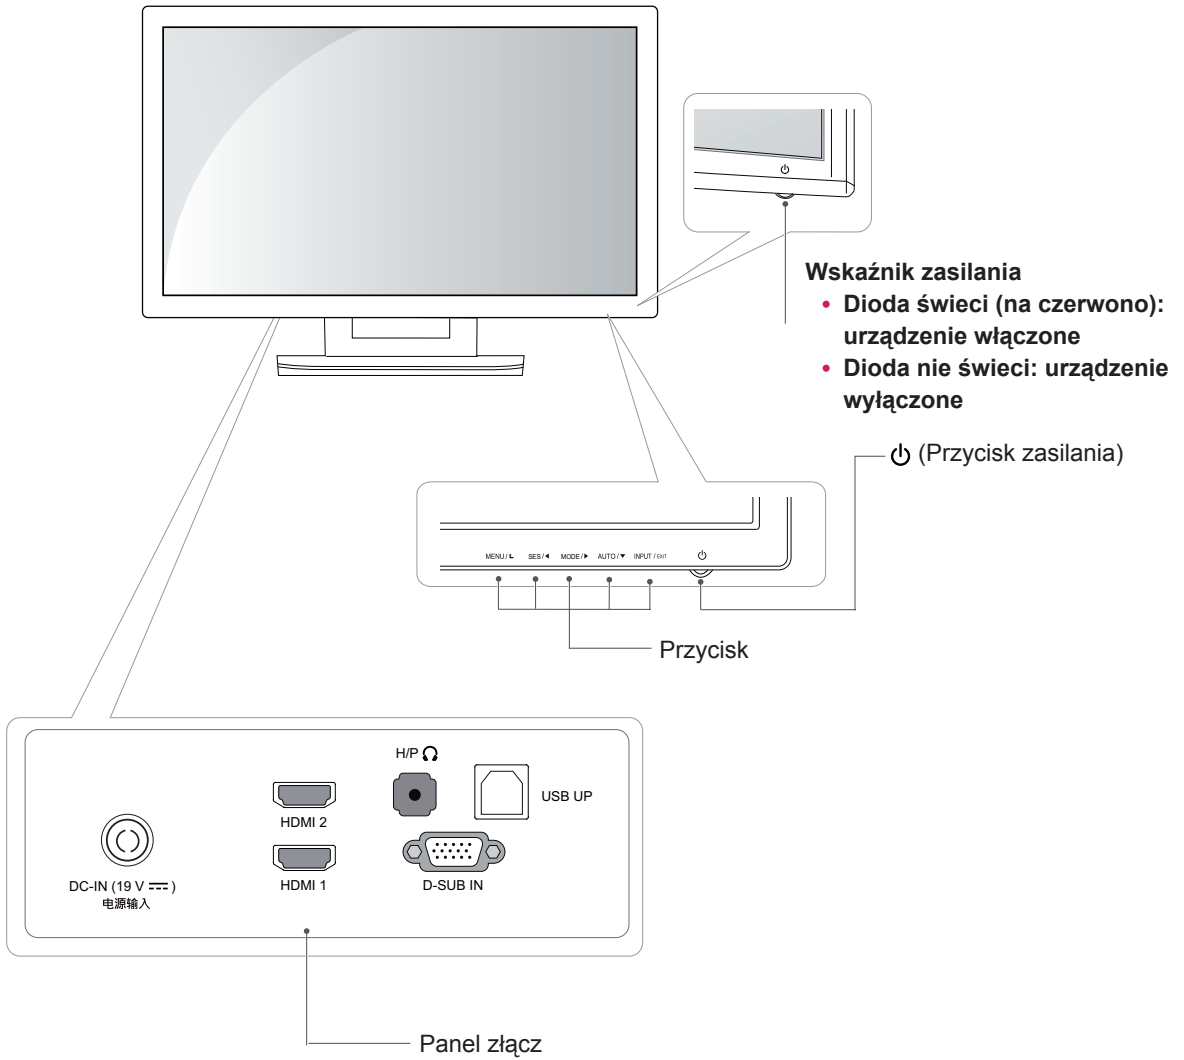 Wskaźnik zasilania
• Dioda świeci (na czerwono):
urządzenie włączone
• Dioda nie świeci: urządzenie
wyłączone
(Przycisk zasilania)
MENU / SES / ◄ MODE / ► AUTO / ▼ INPUT / EXIT
Przycisk
H/P
USB UP
HDMI 2
HDMI 1
D-SUB IN
DC-IN (19 V ⎓)
电源输入
Panel złącz